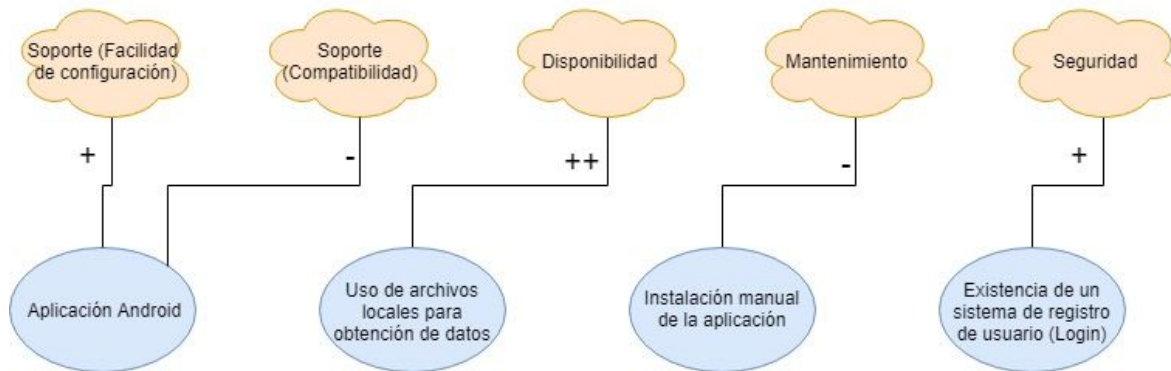 Soporte (Facilidad
de configuración)
Soporte
(Compatibilidad)
Disponibilidad
Mantenimiento
Seguridad
+
-
++
-
+
Aplicación Android
Uso de archivos
locales para
obtención de datos
Instalación manual
de la aplicación
Existencia de un
sistema de registro
de usuario (Login)